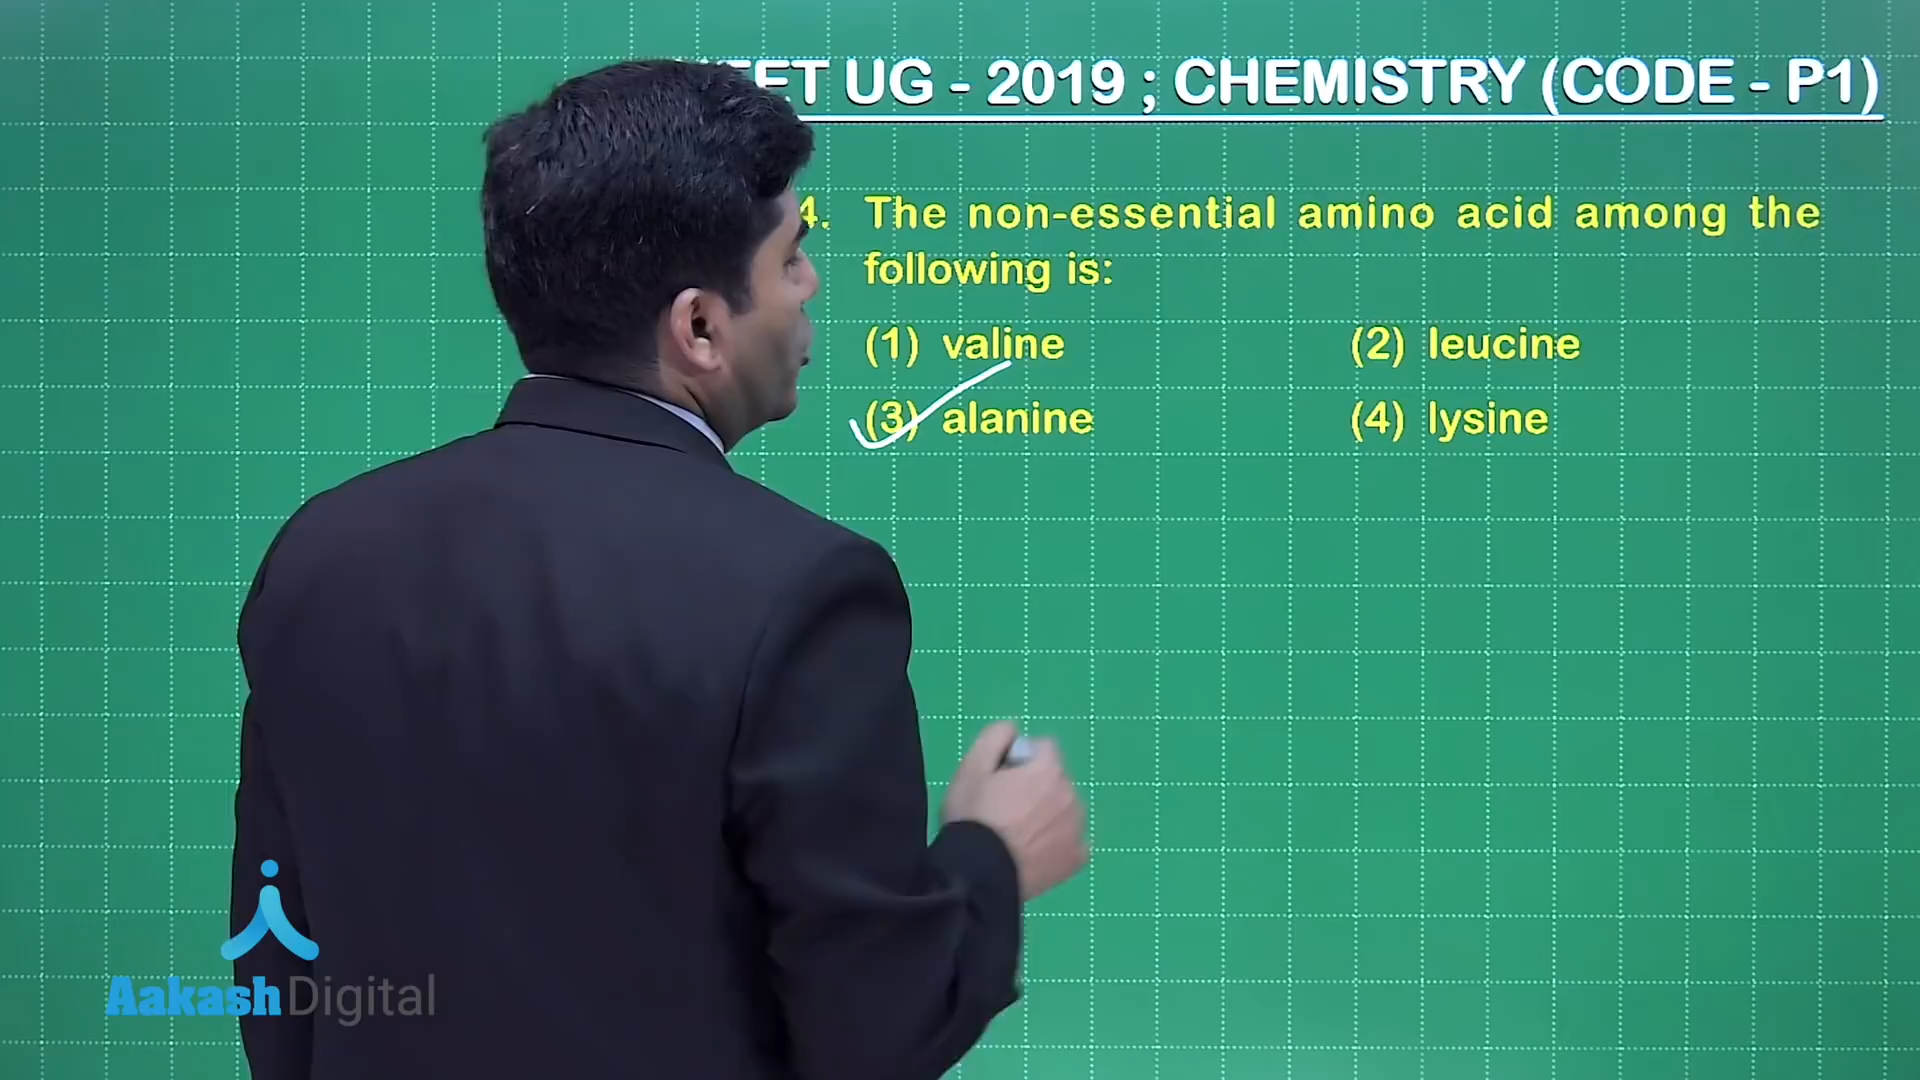 UG - 2019 ; CHEMISTRY (CODE - P1)
4. The non-essential amino acid among the
following is:
(1) valine (2) leucine
(3) alanine (4) lysine
Aakash Digital